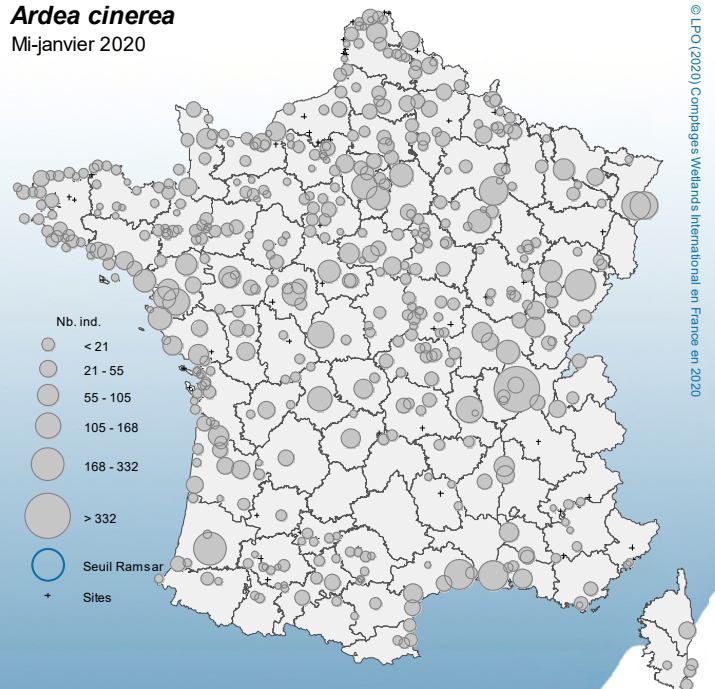 Ardea cinerea
Mi-janvier 2020
Nb. ind.
< 21
21 - 55
55 - 105
105 - 168
168 - 332
> 332
Seuil Ramsar
Sites
© LPO (2020) Comptages Wetlands International en France en 2020